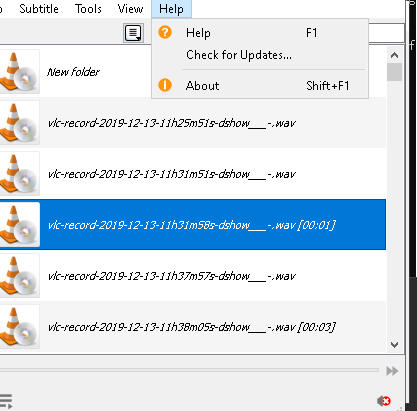 Subtitle Tools View Help
Help F1
Check for Updates...
About Shift+F1
New folder
vlc-record-2019-12-13-11h25m51s-dshow___-.wav
vlc-record-2019-12-13-11h31m51s-dshow___-.wav
vlc-record-2019-12-13-11h31m58s-dshow___-.wav [00:01]
vlc-record-2019-12-13-11h37m57s-dshow___-.wav
vlc-record-2019-12-13-11h38m05s-dshow___-.wav [00:03]